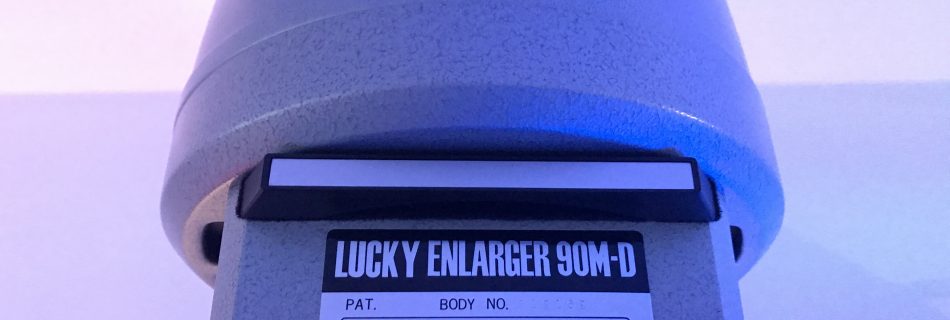 LUCKY ENLARGER 90M-D
PAT. BODY NO.